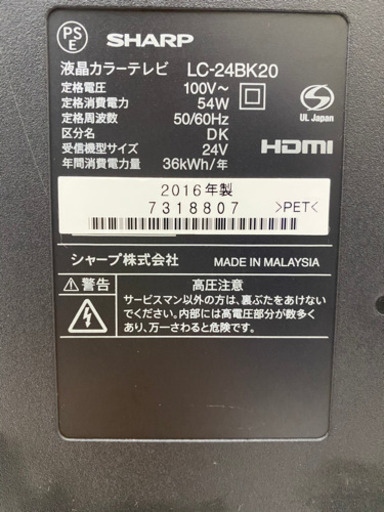 PS E SHARP
液晶カラーテレビ LC-24BK20
定格電圧 100V~
定格消費電力 54W
定格周波数 50/60Hz
区分名 DK
受信機型サイズ 24V
年間消費電力量 36kWh/年
S
UL Japan
HDMI
2016年製
7318807 >PET<
シャープ株式会社 MADE IN MALAYSIA
⚠警告 高圧注意
サービスマン以外の方は、裏ぶたをあけない
でください。内部には高電圧部分が数多く
あり、万一さわると危険です。